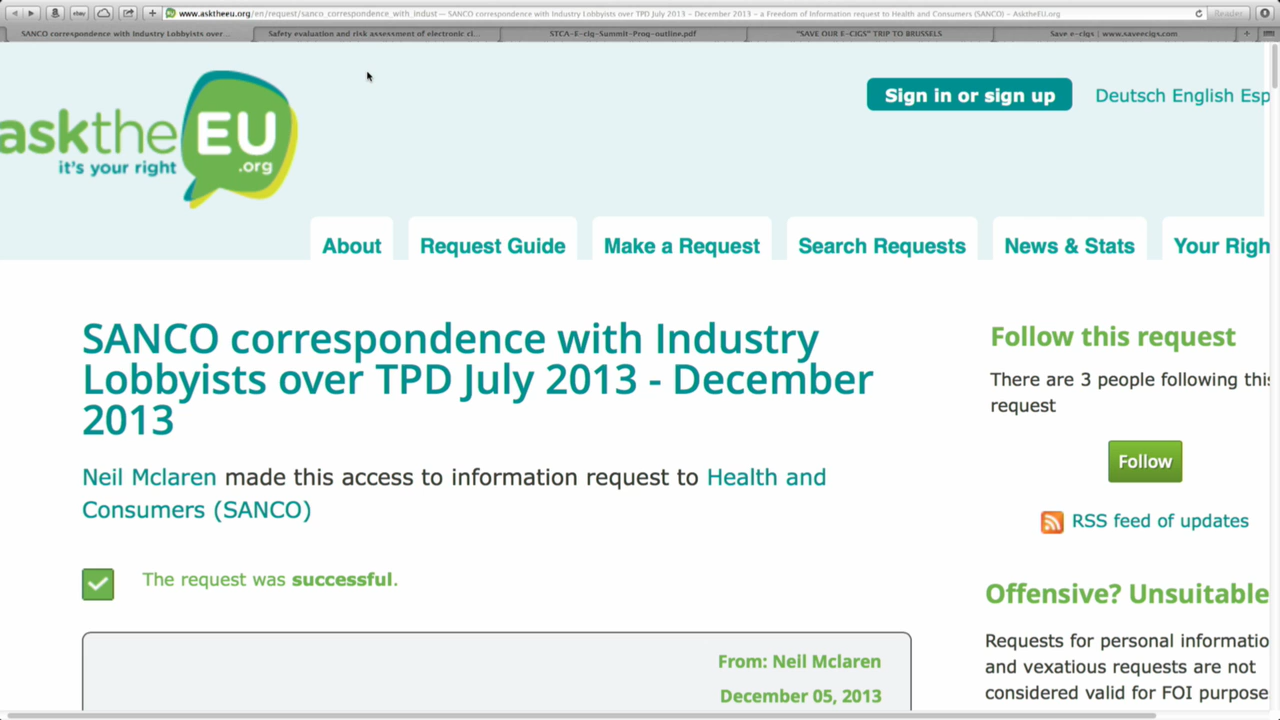 www.asktheeu.org/en/request/sanco_correspondence_with_indust — SANCO correspondence with Industry Lobbyists over TPD July 2013 – December 2013 – a Freedom of Information request to Health and Consumers (SANCO) – AsktheEU.org
Reader
SANCO correspondence with Industry Lobbyists over ...
Safety evaluation and risk assessment of electronic ci...
STCA-E-cig-Summit-Prog-outline.pdf
"SAVE OUR E-CIGS" TRIP TO BRUSSELS
Save e-cigs | www.saveecigs.com
asktheEU
.org
it's your right
Sign in or sign up
Deutsch English Esp
About
Request Guide
Make a Request
Search Requests
News & Stats
Your Righ
SANCO correspondence with Industry
Lobbyists over TPD July 2013 - December
2013
Neil Mclaren made this access to information request to Health and
Consumers (SANCO)
The request was successful.
From: Neil Mclaren
December 05, 2013
Follow this request
There are 3 people following this
request
Follow
RSS feed of updates
Offensive? Unsuitable
Requests for personal informatio
and vexatious requests are not
considered valid for FOI purpose